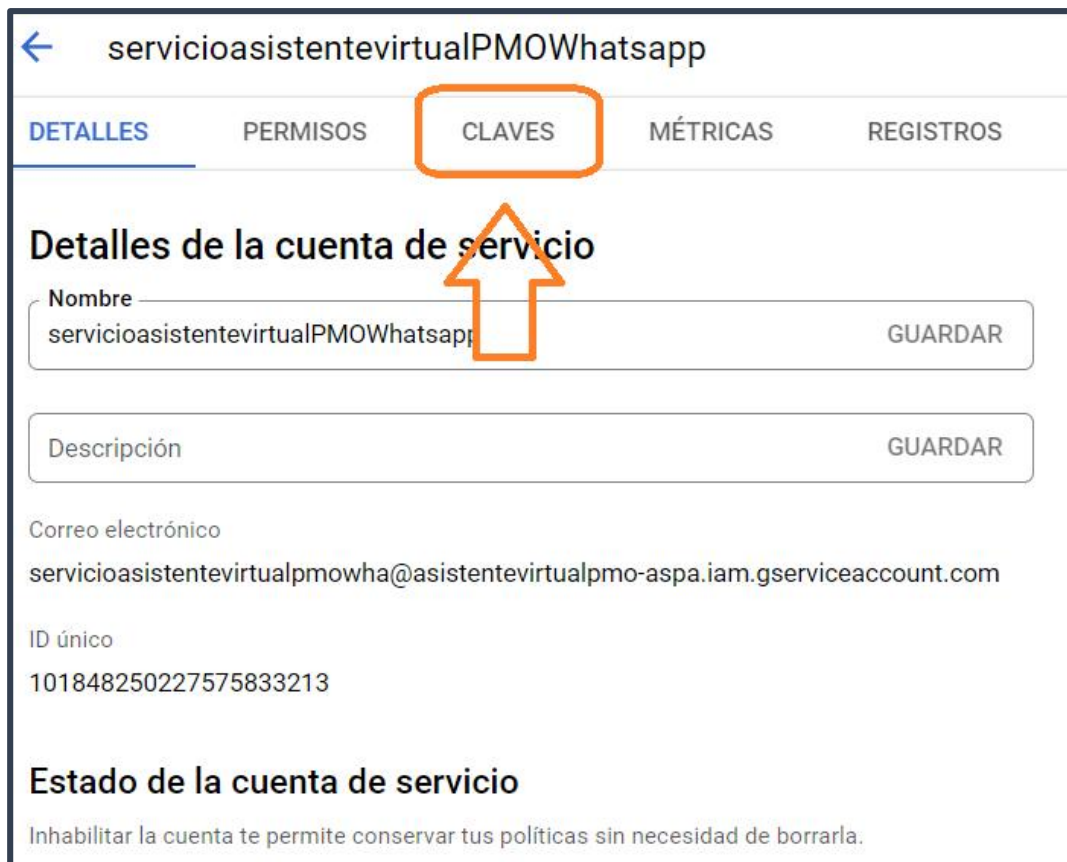 servicioasistentevirtualPMOWhatsapp
DETALLES PERMISOS CLAVES MÉTRICAS REGISTROS
Detalles de la cuenta de servicio
Nombre
servicioasistentevirtualPMOWhatsapp GUARDAR
Descripción GUARDAR
Correo electrónico
servicioasistentevirtualpmowha@asistentevirtualpmo-aspa.iam.gserviceaccount.com
ID único
101848250227575833213
Estado de la cuenta de servicio
Inhabilitar la cuenta te permite conservar tus políticas sin necesidad de borrarla.